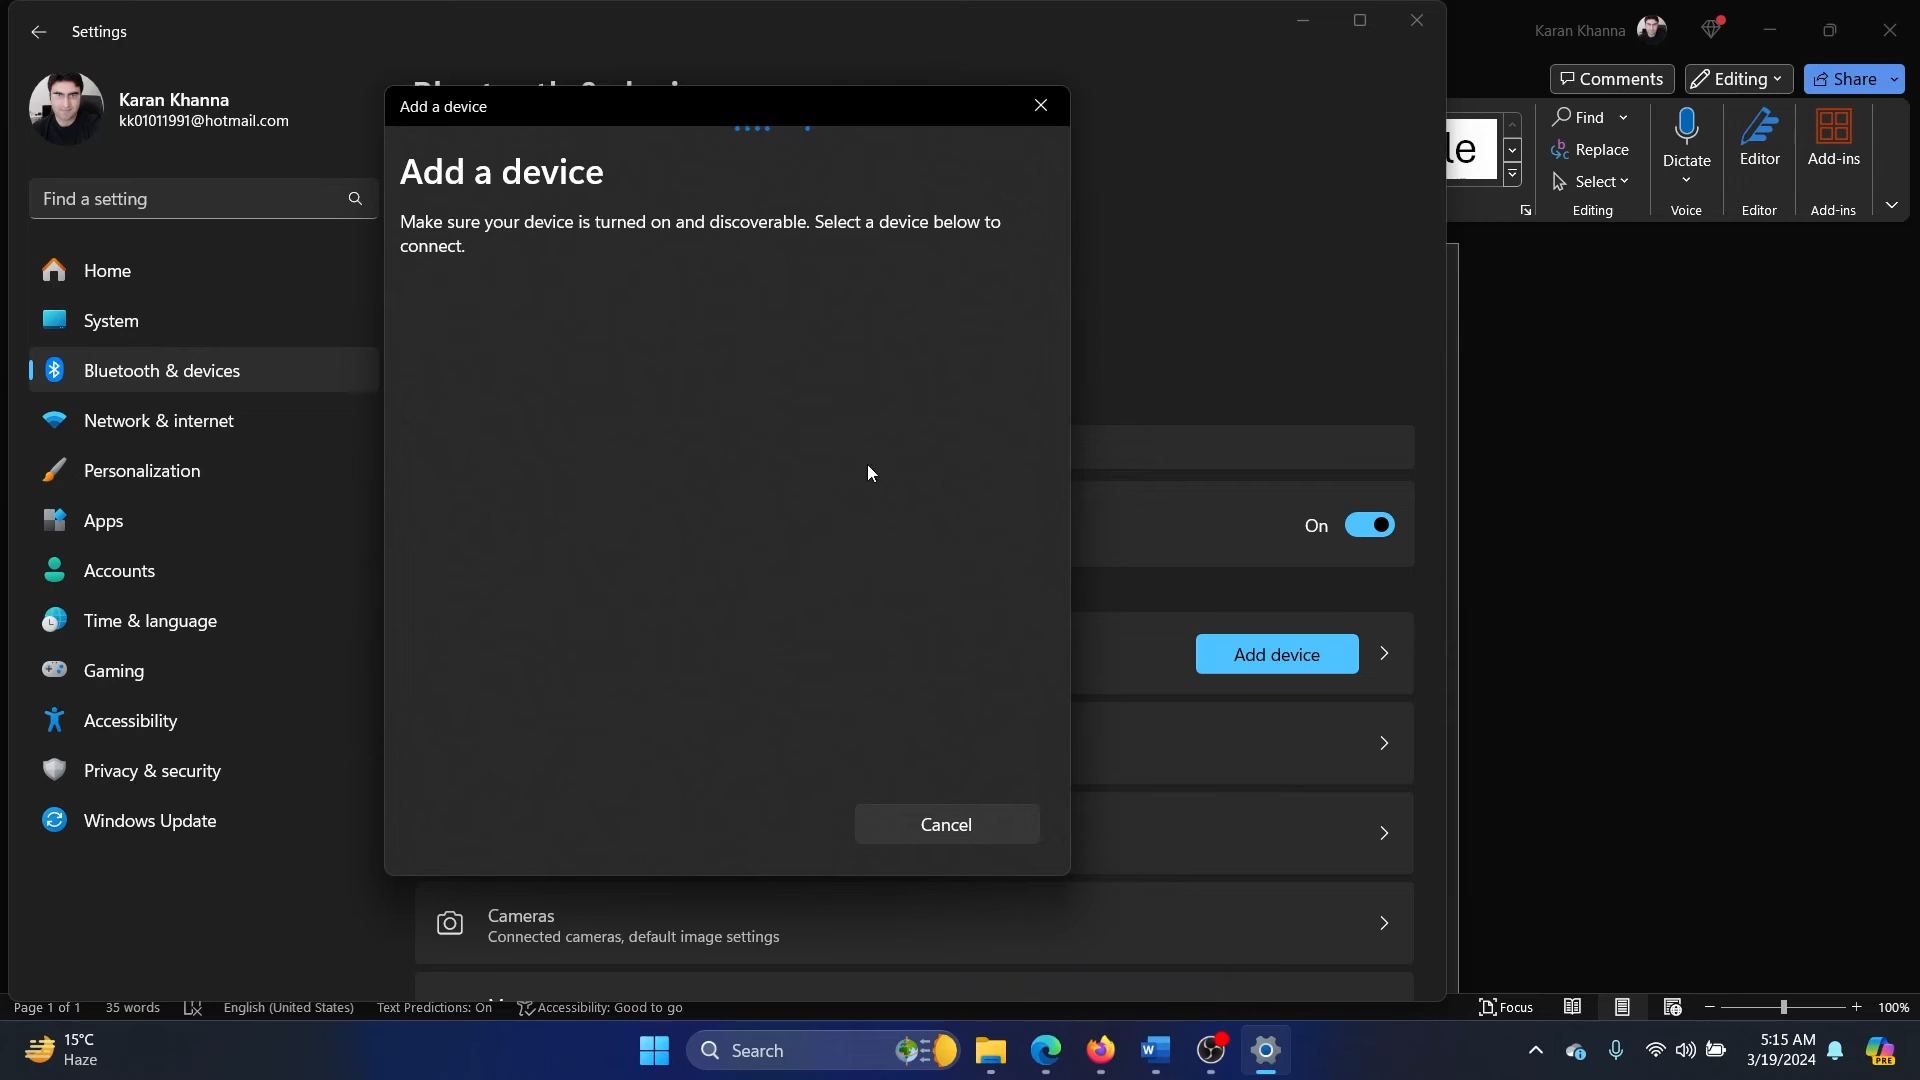 Settings
Karan Khanna
kk01011991@hotmail.com
Find a setting
Home
System
Bluetooth & devices
Network & internet
Personalization
Apps
Accounts
Time & language
Gaming
Accessibility
Privacy & security
Windows Update
Add a device
Add a device
Make sure your device is turned on and discoverable. Select a device below to
connect.
Cancel
On
Add device
Cameras
Connected cameras, default image settings
Karan Khanna
Comments
Editing
Share
Find
Replace
Select
Editing
Dictate
Voice
Editor
Editor
Add-ins
Add-ins
Page 1 of 1
35 words
English (United States)
Text Predictions: On
Accessibility: Good to go
Focus
100%
15°C
Haze
Search
5:15 AM
3/19/2024
PRE